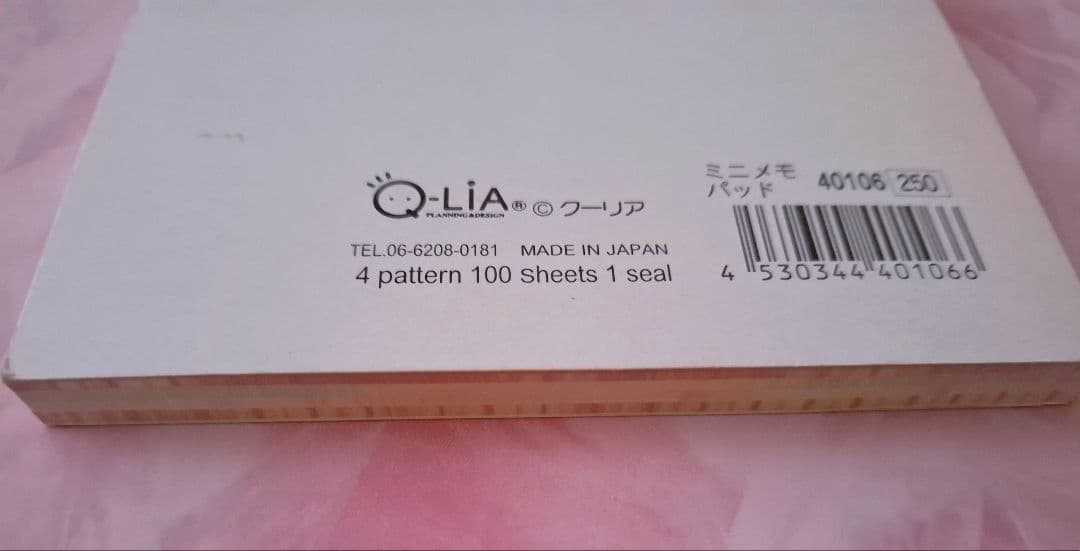 Q-LiA® © クーリア
PLANNING&DESIGN
TEL.06-6208-0181 MADE IN JAPAN
4 pattern 100 sheets 1 seal
ミニメモ
パッド
40106 250
4 530344 401066